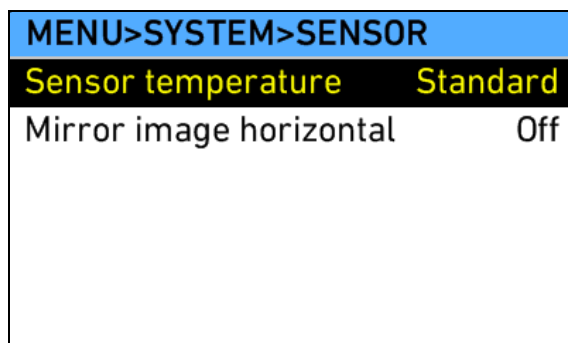 MENU>SYSTEM>SENSOR
Sensor temperature Standard
Mirror image horizontal Off